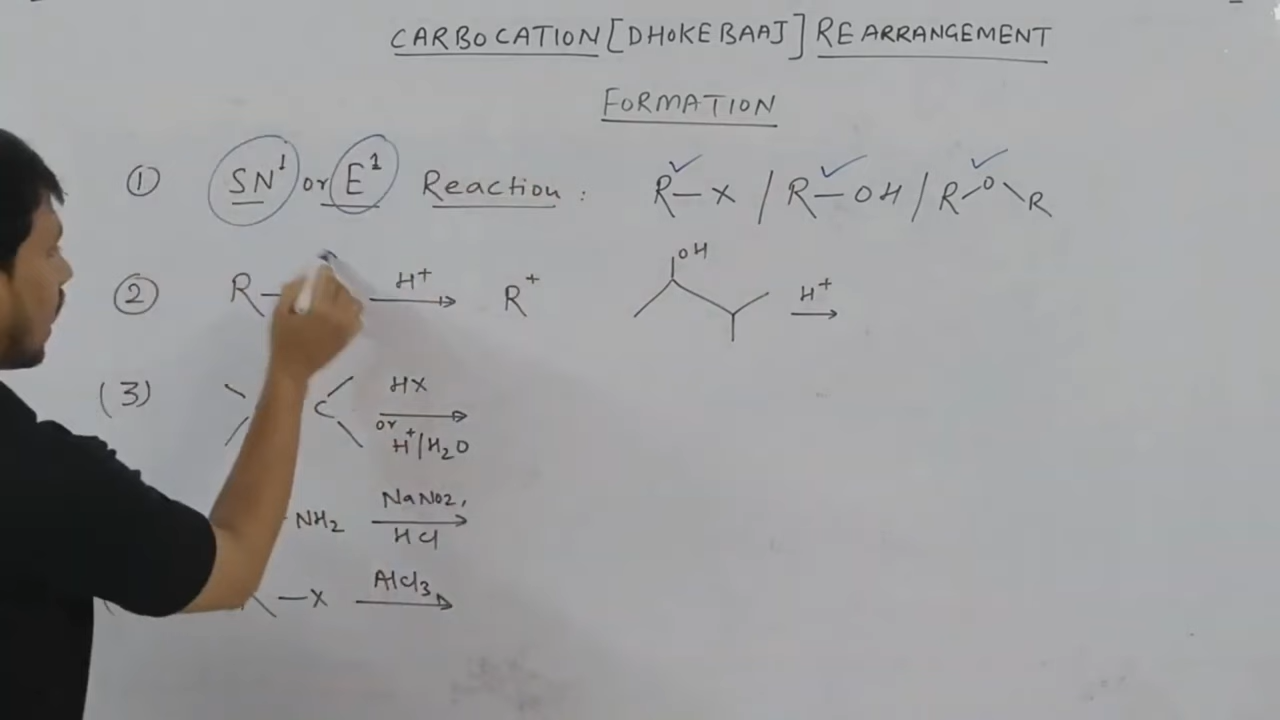 CARBOCATION [DHOKEBAAJ] REARRANGEMENT
FORMATION
① SN¹ or E¹ Reaction : R–X / R–OH / R–O–R
② R– H⁺ → R⁺ OH H⁺ →
(3) C HX or H⁺/H₂O →
NH₂ NaNO₂, HCl →
–X AlCl₃ →